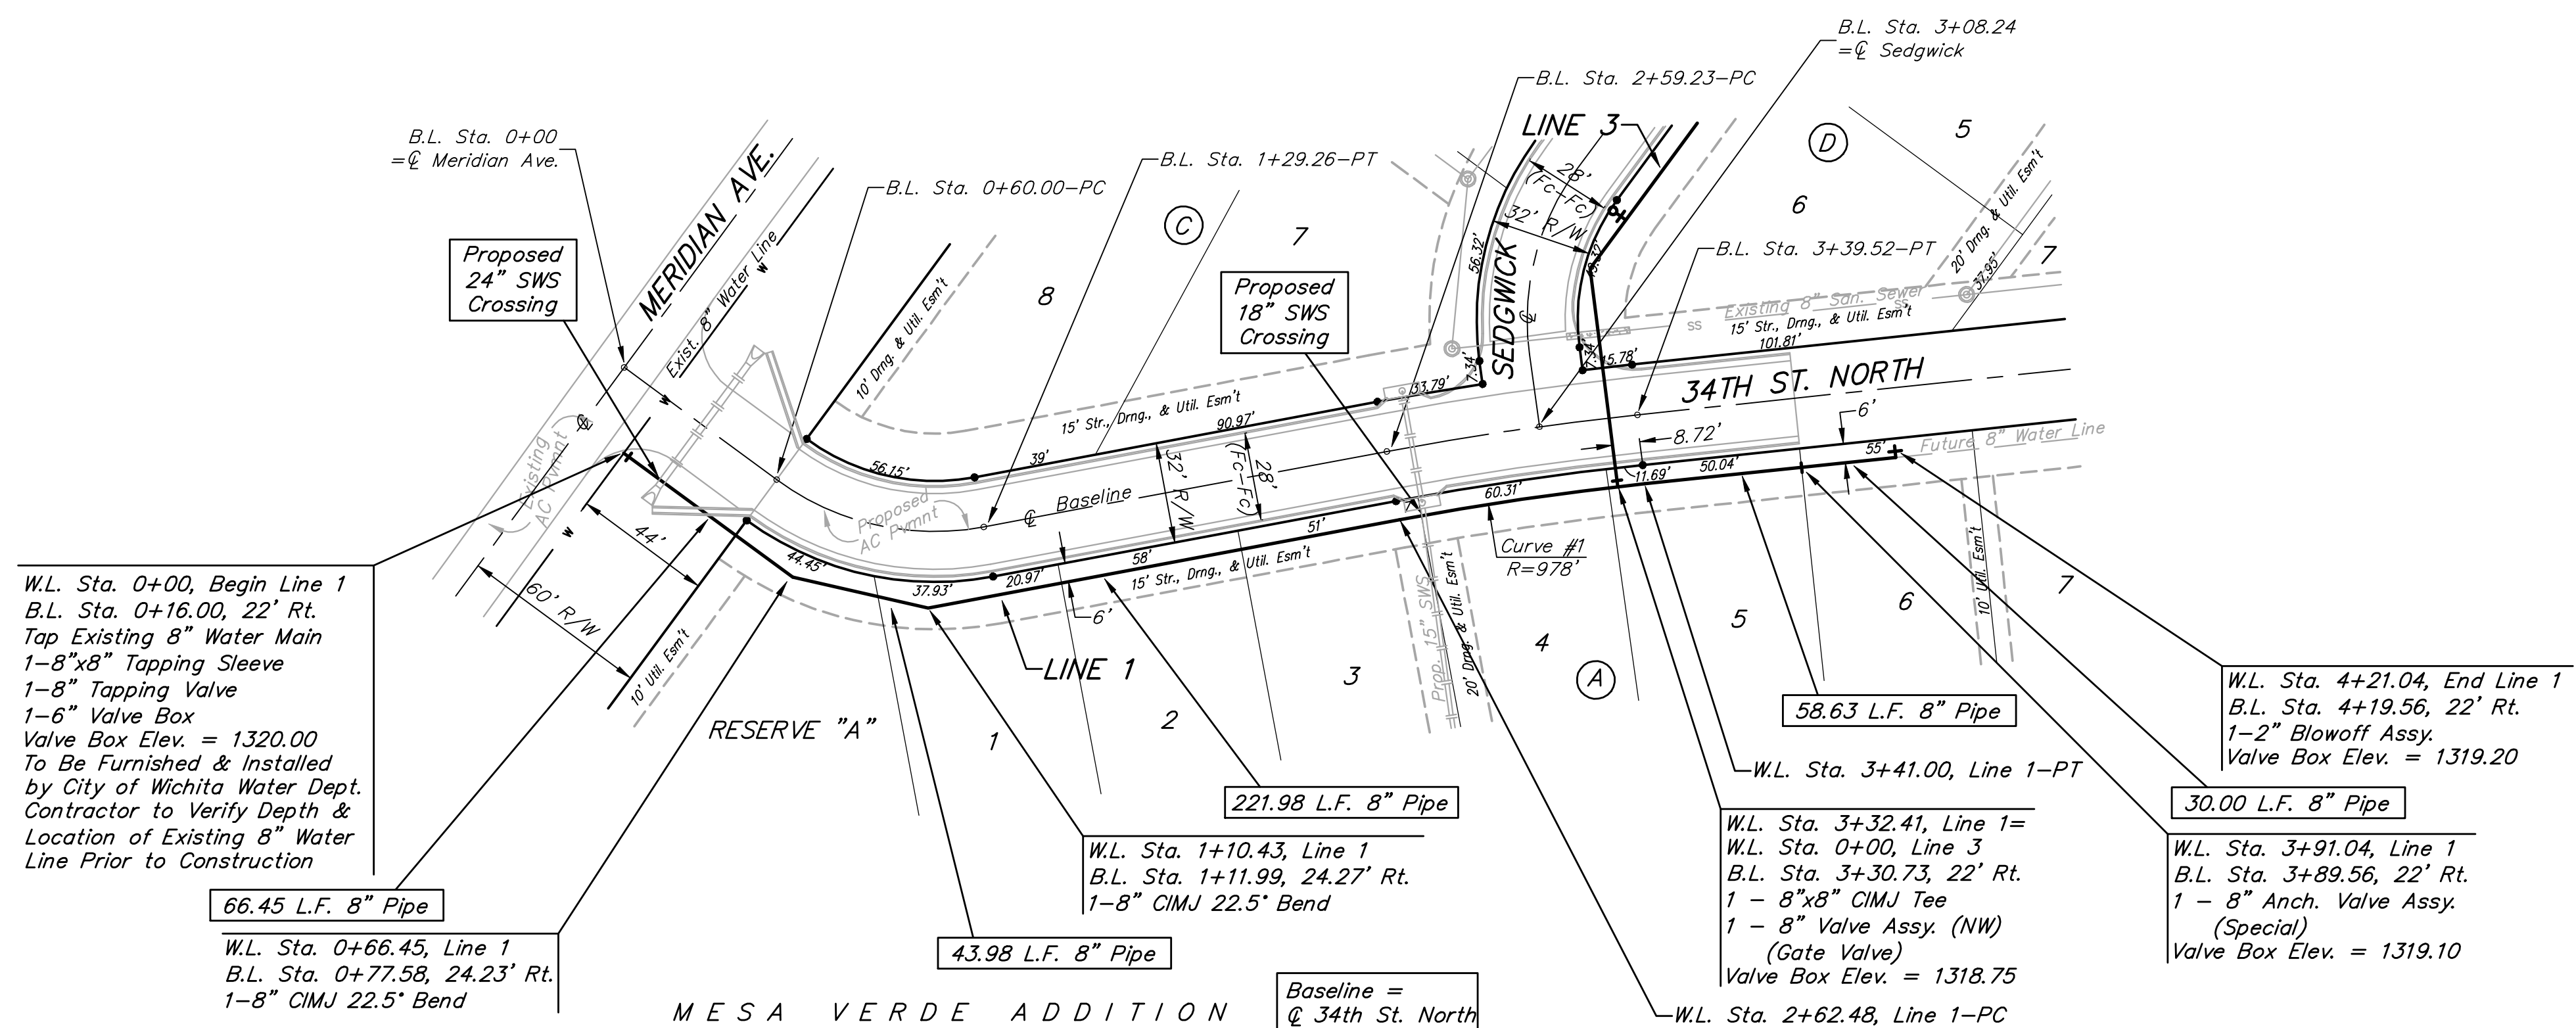 B.L. Sta. 3+08.24
=℄ Sedgwick
B.L. Sta. 2+59.23-PC
B.L. Sta. 0+00
=℄ Meridian Ave.
B.L. Sta. 1+29.26-PT
B.L. Sta. 0+60.00-PC
B.L. Sta. 3+39.52-PT
LINE 3
28'
(Fc-Fc)
32' R/W
D
5
6
7
20' Drng. & Util. Esm't
37.95'
C
7
8
MERIDIAN AVE.
Exist. 8" Water Line
W
W
W
W
Proposed
24" SWS
Crossing
Proposed
18" SWS
Crossing
10' Drng. & Util. Esm't
56.32'
SEDGWICK
℄
19.32'
Existing 8" San. Sewer
SS
SS
15' Str., Drng., & Util. Esm't
101.81'
7.34'
7.34'
15.78'
33.79'
34TH ST. NORTH
15' Str., Drng., & Util. Esm't
90.97'
39'
56.15'
32' R/W
28'
(Fc-Fc)
℄ Baseline
Proposed
AC Pvmnt
Existing
AC Pvmnt
℄
6'
8.72'
Future 8" Water Line
55'
50.04'
11.69'
60.31'
7'
51'
58'
20.97'
37.93'
44.45'
15' Str., Drng., & Util. Esm't
6'
Curve #1
R=978'
44'
60' R/W
10' Util. Esm't
LINE 1
RESERVE "A"
1
2
3
4
5
6
7
A
Prop. 15" SWS
20' Drng. & Util. Esm't
10' Util. Esm't
W.L. Sta. 0+00, Begin Line 1
B.L. Sta. 0+16.00, 22' Rt.
Tap Existing 8" Water Main
1-8"x8" Tapping Sleeve
1-8" Tapping Valve
1-6" Valve Box
Valve Box Elev. = 1320.00
To Be Furnished & Installed
by City of Wichita Water Dept.
Contractor to Verify Depth &
Location of Existing 8" Water
Line Prior to Construction
66.45 L.F. 8" Pipe
W.L. Sta. 0+66.45, Line 1
B.L. Sta. 0+77.58, 24.23' Rt.
1-8" CIMJ 22.5° Bend
43.98 L.F. 8" Pipe
W.L. Sta. 1+10.43, Line 1
B.L. Sta. 1+11.99, 24.27' Rt.
1-8" CIMJ 22.5° Bend
221.98 L.F. 8" Pipe
58.63 L.F. 8" Pipe
W.L. Sta. 3+41.00, Line 1-PT
W.L. Sta. 3+32.41, Line 1=
W.L. Sta. 0+00, Line 3
B.L. Sta. 3+30.73, 22' Rt.
1 - 8"x8" CIMJ Tee
1 - 8" Valve Assy. (NW)
(Gate Valve)
Valve Box Elev. = 1318.75
W.L. Sta. 2+62.48, Line 1-PC
W.L. Sta. 4+21.04, End Line 1
B.L. Sta. 4+19.56, 22' Rt.
1-2" Blowoff Assy.
Valve Box Elev. = 1319.20
30.00 L.F. 8" Pipe
W.L. Sta. 3+91.04, Line 1
B.L. Sta. 3+89.56, 22' Rt.
1 - 8" Anch. Valve Assy.
(Special)
Valve Box Elev. = 1319.10
MESA VERDE ADDITION
Baseline =
℄ 34th St. North